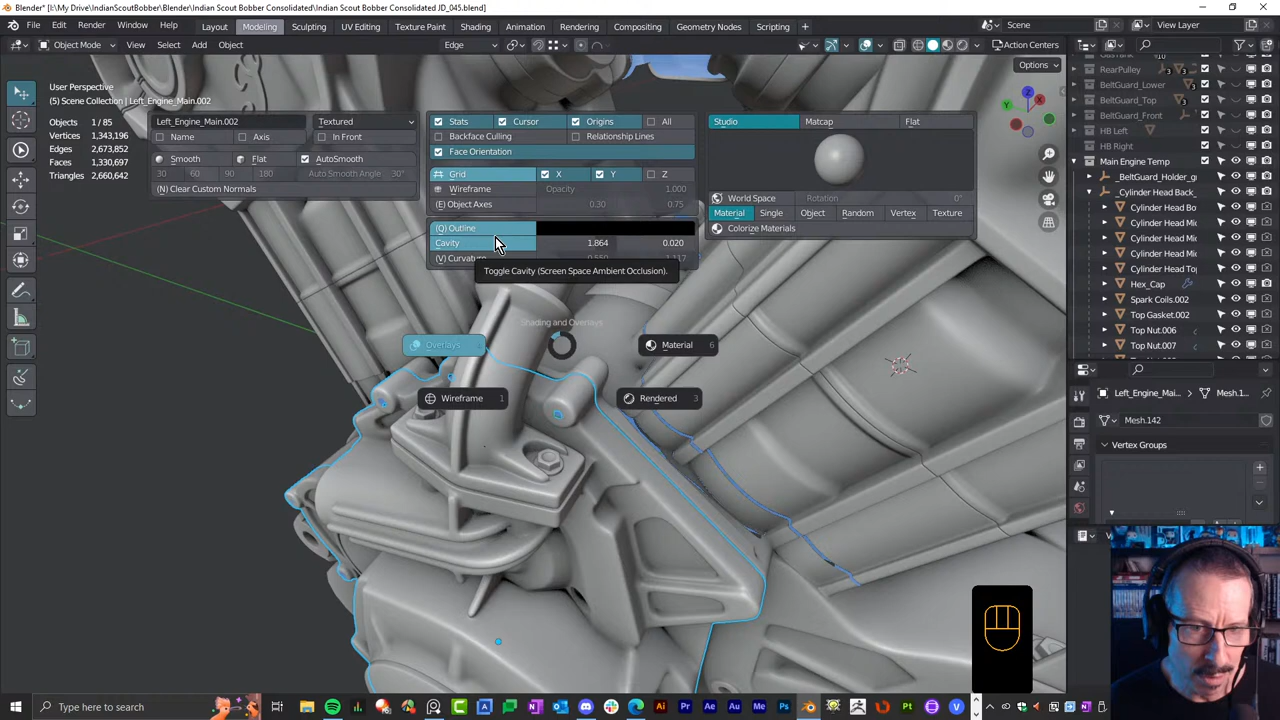 Blender* [I:\My Drive\IndianScoutBobber\Blender\Indian Scout Bobber Consolidated\Indian Scout Bobber Consolidated JD_045.blend]
File Edit Render Window Help
Layout Modeling Sculpting UV Editing Texture Paint Shading Animation Rendering Compositing Geometry Nodes Scripting +
Scene
View Layer
Object Mode View Select Add Object
Edge
Action Centers
Options
User Perspective
(5) Scene Collection | Left_Engine_Main.002
Objects 1 / 85
Vertices 1,343,196
Edges 2,673,852
Faces 1,330,697
Triangles 2,660,642
Left_Engine_Main.002 Textured
Name Axis In Front
Smooth Flat AutoSmooth
30 60 90 180 Auto Smooth Angle 30°
(N) Clear Custom Normals
Stats Cursor Origins All
Backface Culling Relationship Lines
Face Orientation
Grid X Y Z
Wireframe Opacity 1.000
(E) Object Axes 0.30 0.75
(Q) Outline
Cavity 1.864 0.020
(V) Curvature
Toggle Cavity (Screen Space Ambient Occlusion).
Studio Matcap Flat
World Space Rotation 0°
Material Single Object Random Vertex Texture
Colorize Materials
Shading and Overlays
Overlays
Material 6
Wireframe 1
Rendered 3
Z
Y
X
RearPulley
BeltGuard_Lower
BeltGuard_Top
BeltGuard_Front
HB Left
HB Right
Main Engine Temp
_BeltGuard_Holder_g
_Cylinder Head Back_
Cylinder Head Bo
Cylinder Head Mi
Cylinder Head Mi
Cylinder Head Mi
Cylinder Head To
Hex_Cap
Spark Coils.002
Top Gasket.002
Top Nut.006
Top Nut.007
Left_Engine_Mai... Mesh.1...
Mesh.142
Vertex Groups
Type here to search